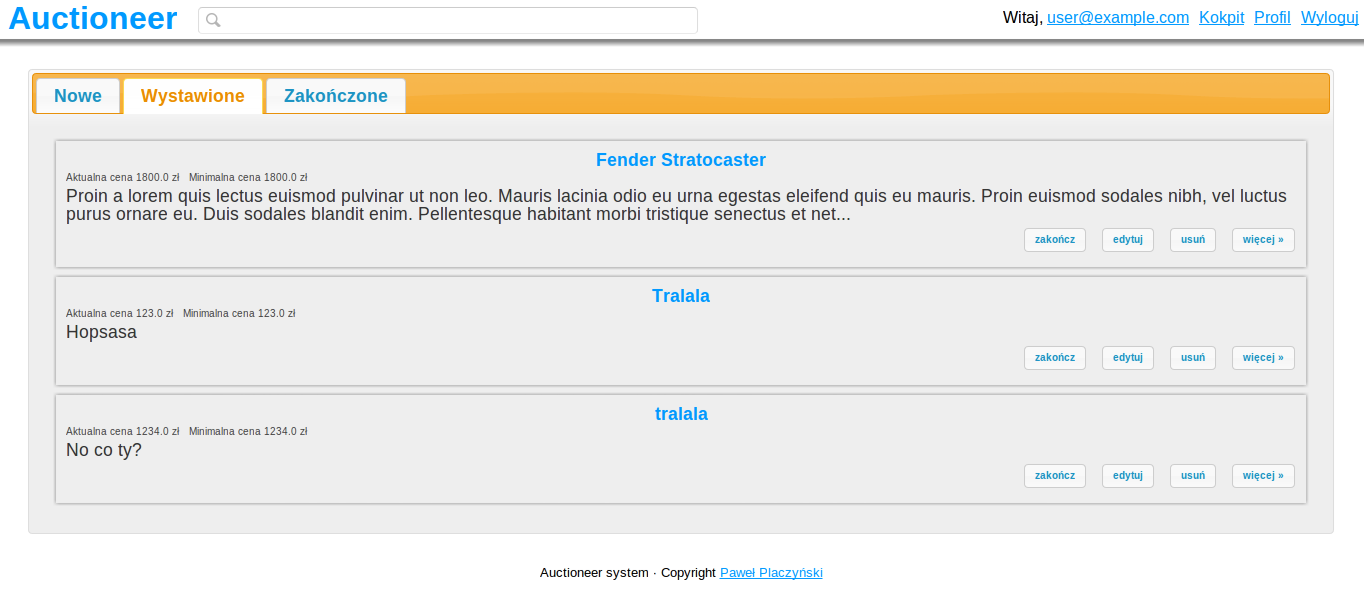 Auctioneer
Witaj, user@example.com Kokpit Profil Wyloguj
Nowe Wystawione Zakończone
Fender Stratocaster
Aktualna cena 1800.0 zł Minimalna cena 1800.0 zł
Proin a lorem quis lectus euismod pulvinar ut non leo. Mauris lacinia odio eu urna egestas eleifend quis eu mauris. Proin euismod sodales nibh, vel luctus
purus ornare eu. Duis sodales blandit enim. Pellentesque habitant morbi tristique senectus et net...
zakończ edytuj usuń więcej »
Tralala
Aktualna cena 123.0 zł Minimalna cena 123.0 zł
Hopsasa
zakończ edytuj usuń więcej »
tralala
Aktualna cena 1234.0 zł Minimalna cena 1234.0 zł
No co ty?
zakończ edytuj usuń więcej »
Auctioneer system · Copyright Paweł Placzyński